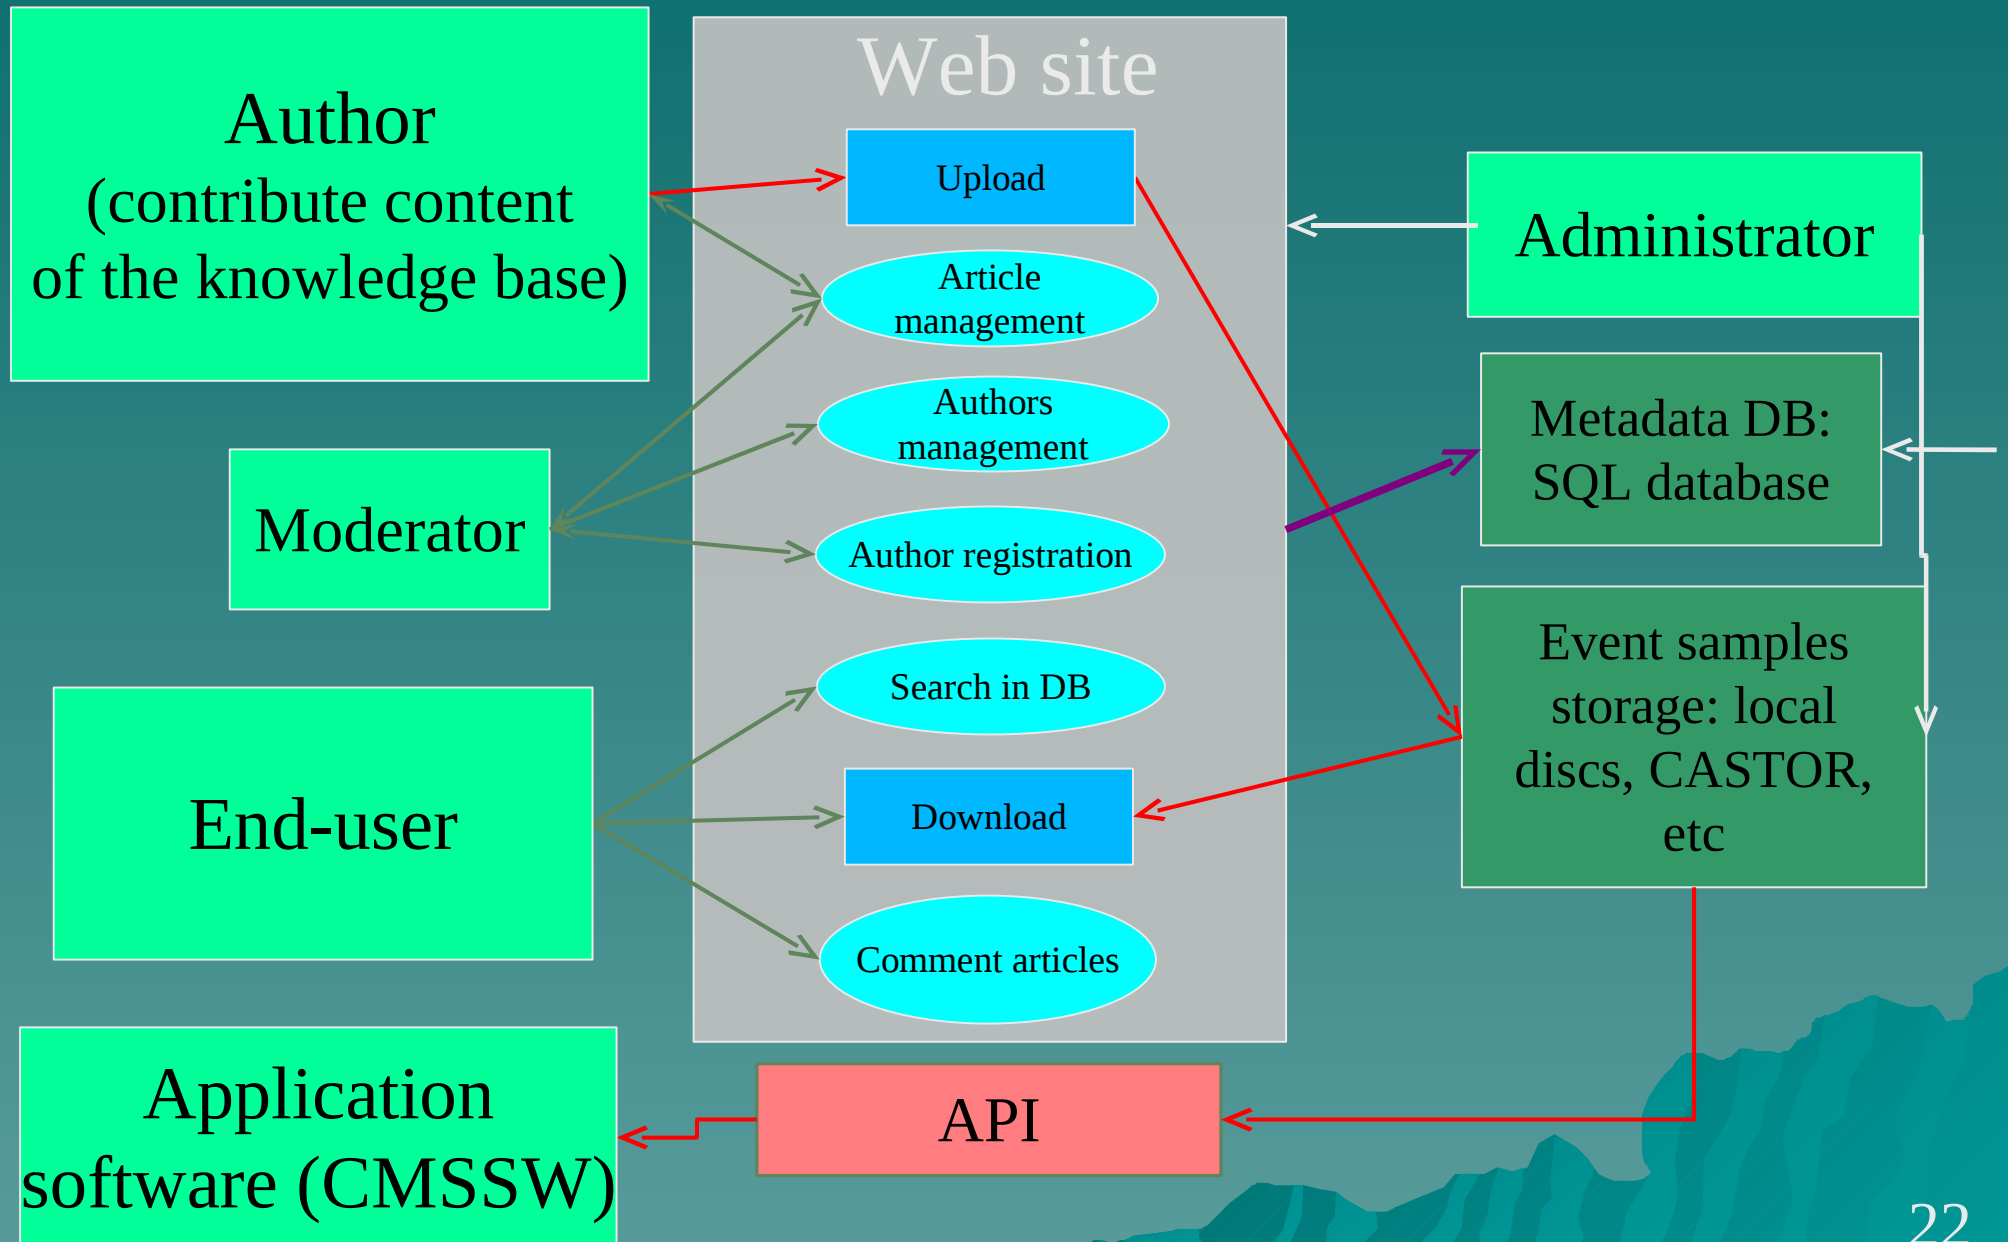 Author
(contribute content
of the knowledge base)
Moderator
End-user
Application
software (CMSSW)
Web site
Upload
Article
management
Authors
management
Author registration
Search in DB
Download
Comment articles
API
Administrator
Metadata DB:
SQL database
Event samples
storage: local
discs, CASTOR,
etc
22